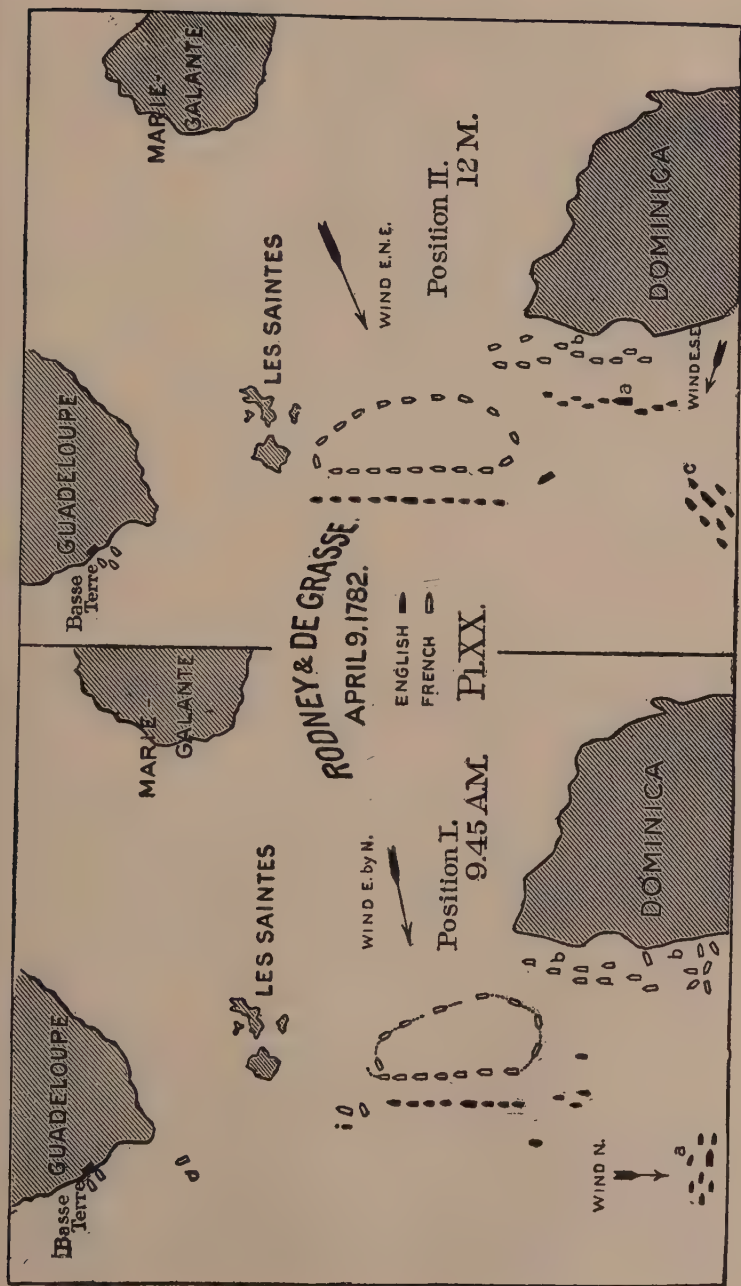 GUADELOUPE
Basse
Terre
d
MARIE-
GALANTE
LES SAINTES
i
WIND E. by N.
Position I.
9.45 A.M.
b
b
DOMINICA
WIND N.
a
RODNEY & DE GRASSE.
APRIL 9, 1782.
ENGLISH
FRENCH
Pl. XX.
GUADELOUPE
Basse
Terre
MARIE-
GALANTE
LES SAINTES
WIND E.N.E.
Position II.
12 M.
b
a
DOMINICA
WIND E.S.E.
c